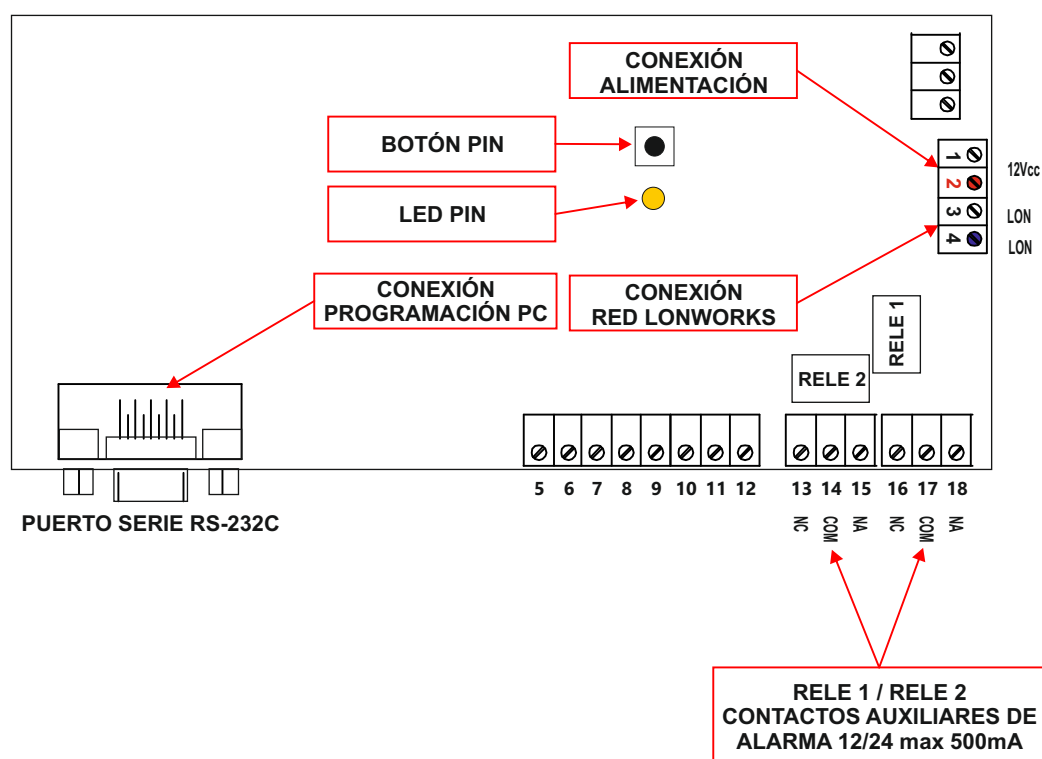 CONEXIÓN
ALIMENTACIÓN
BOTÓN PIN
LED PIN
1
12Vcc
2
3
LON
4
LON
CONEXIÓN
PROGRAMACIÓN PC
CONEXIÓN
RED LONWORKS
RELE 1
RELE 2
5 6 7 8 9 10 11 12 13 14 15 16 17 18
NC COM NA NC COM NA
PUERTO SERIE RS-232C
RELE 1 / RELE 2
CONTACTOS AUXILIARES DE
ALARMA 12/24 max 500mA